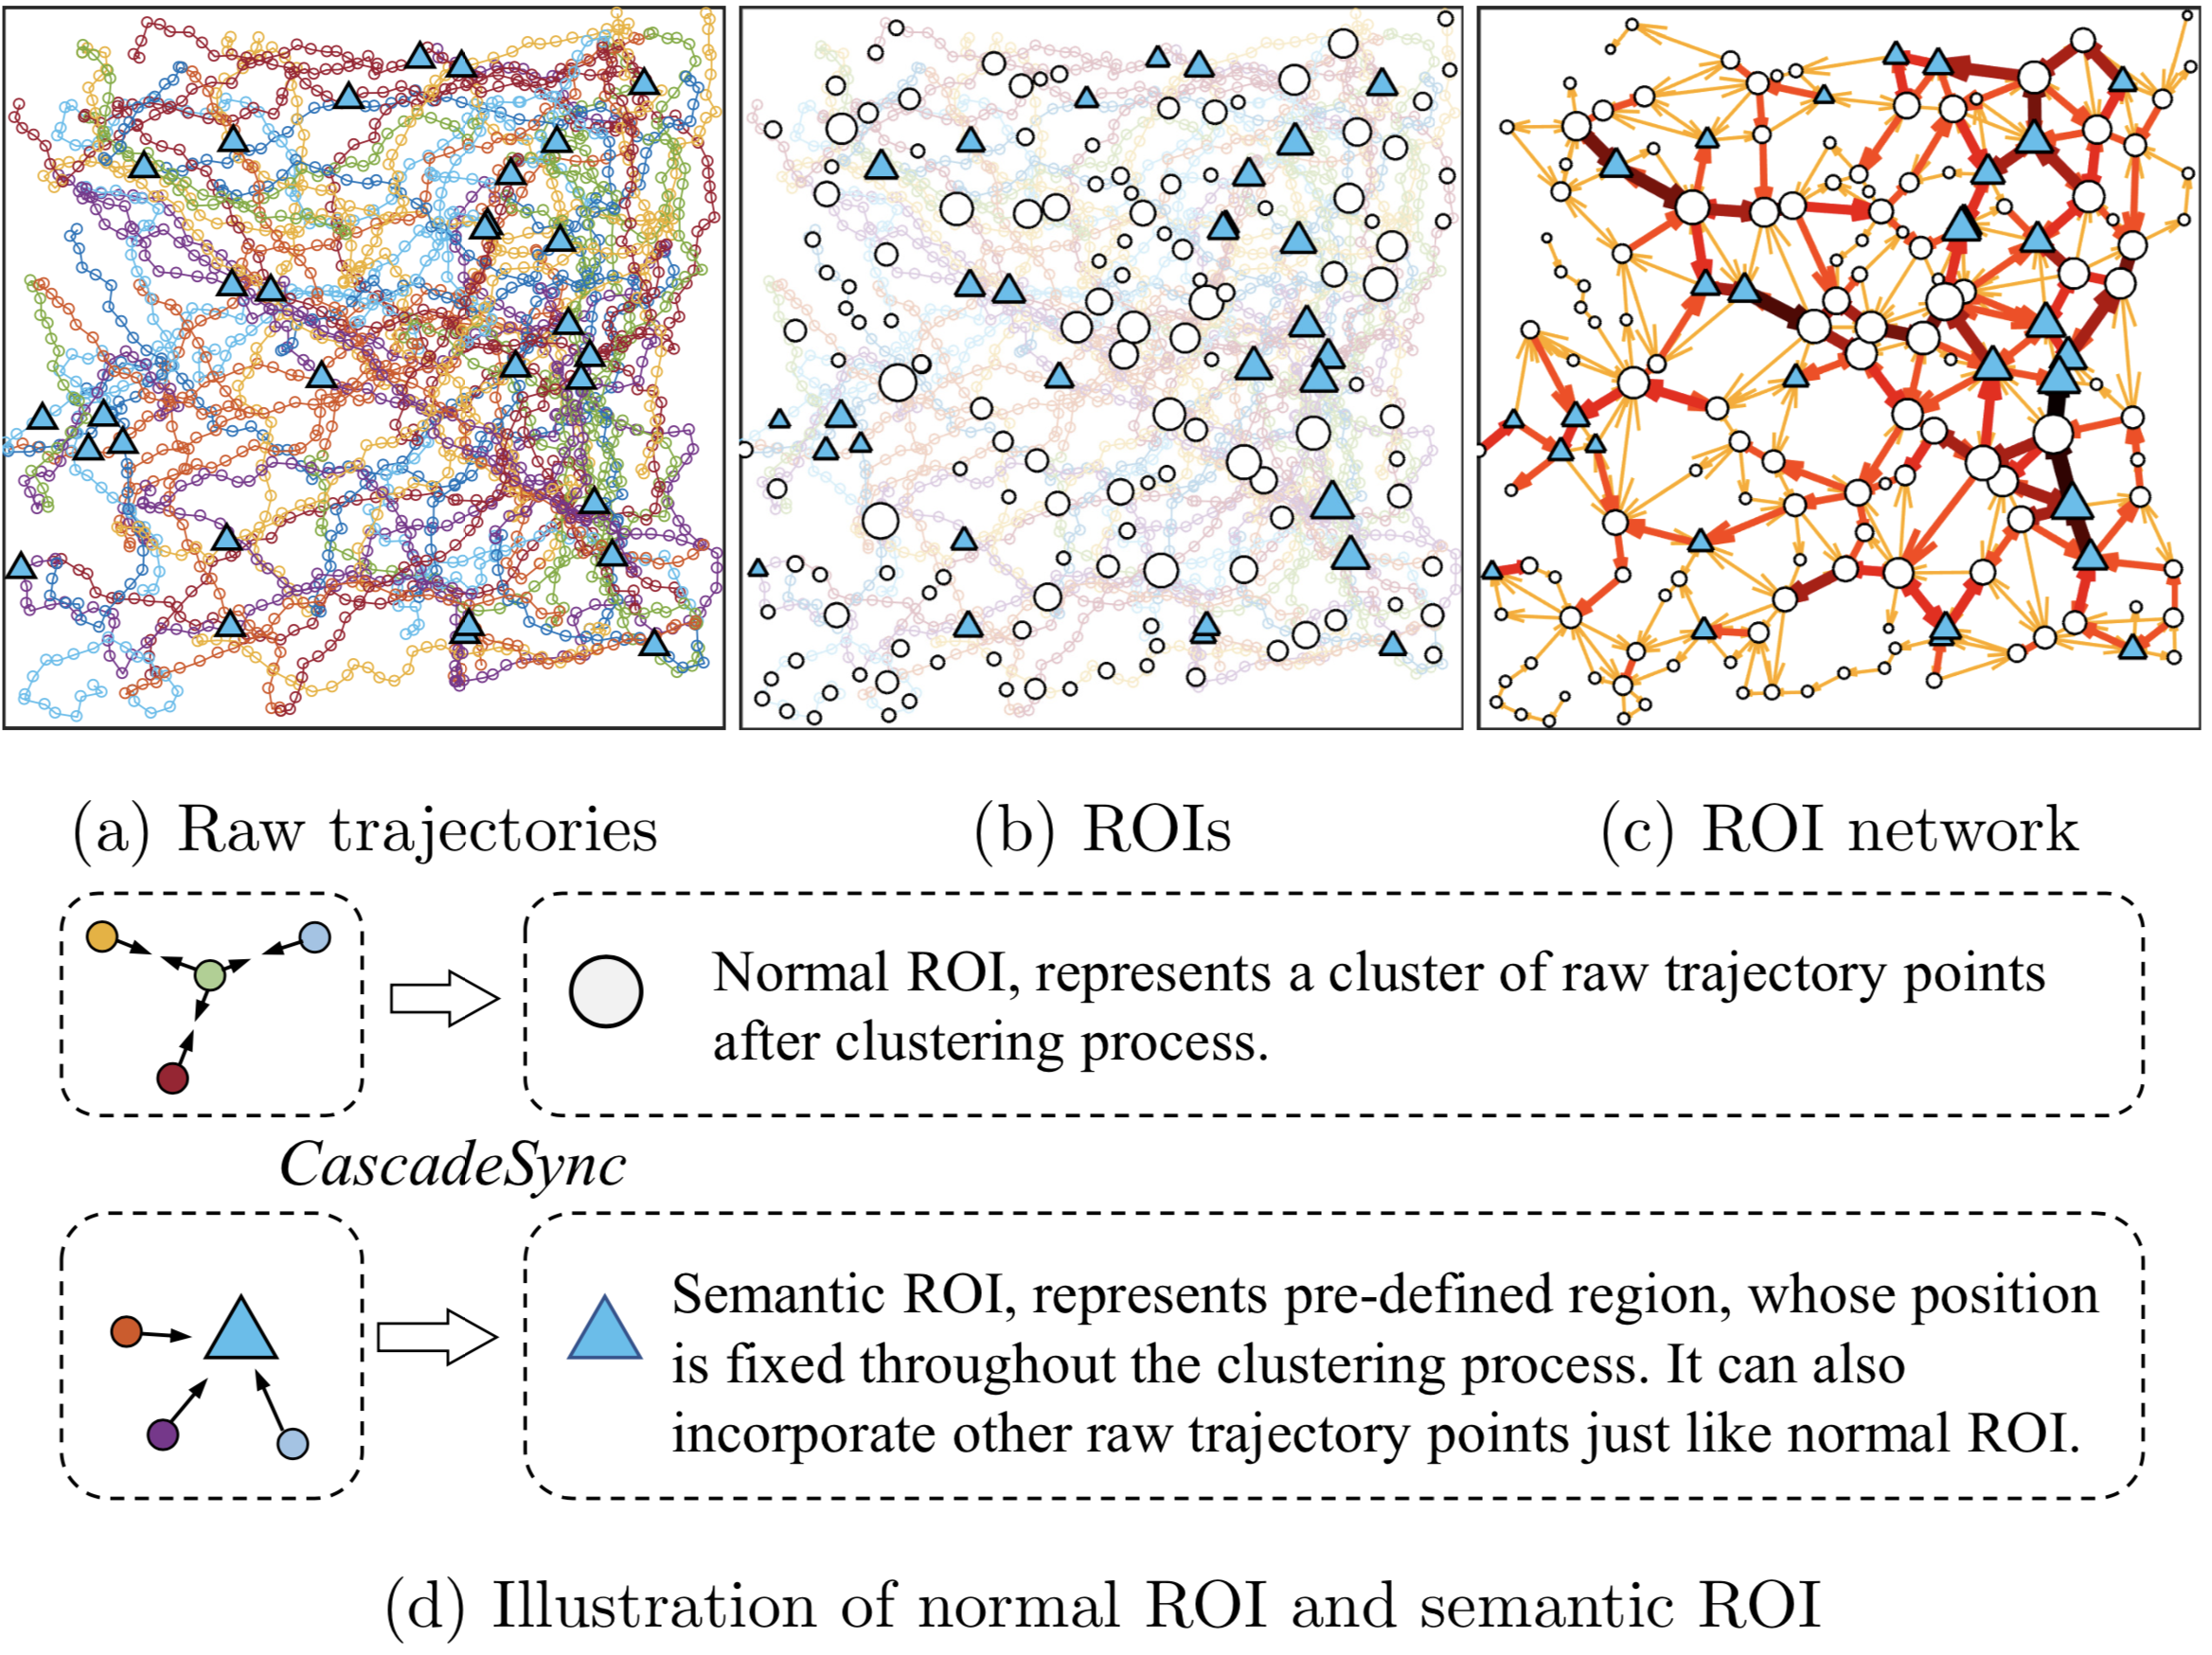 (a) Raw trajectories
(b) ROIs
(c) ROI network
Normal ROI, represents a cluster of raw trajectory points
after clustering process.
CascadeSync
Semantic ROI, represents pre-defined region, whose position
is fixed throughout the clustering process. It can also
incorporate other raw trajectory points just like normal ROI.
(d) Illustration of normal ROI and semantic ROI